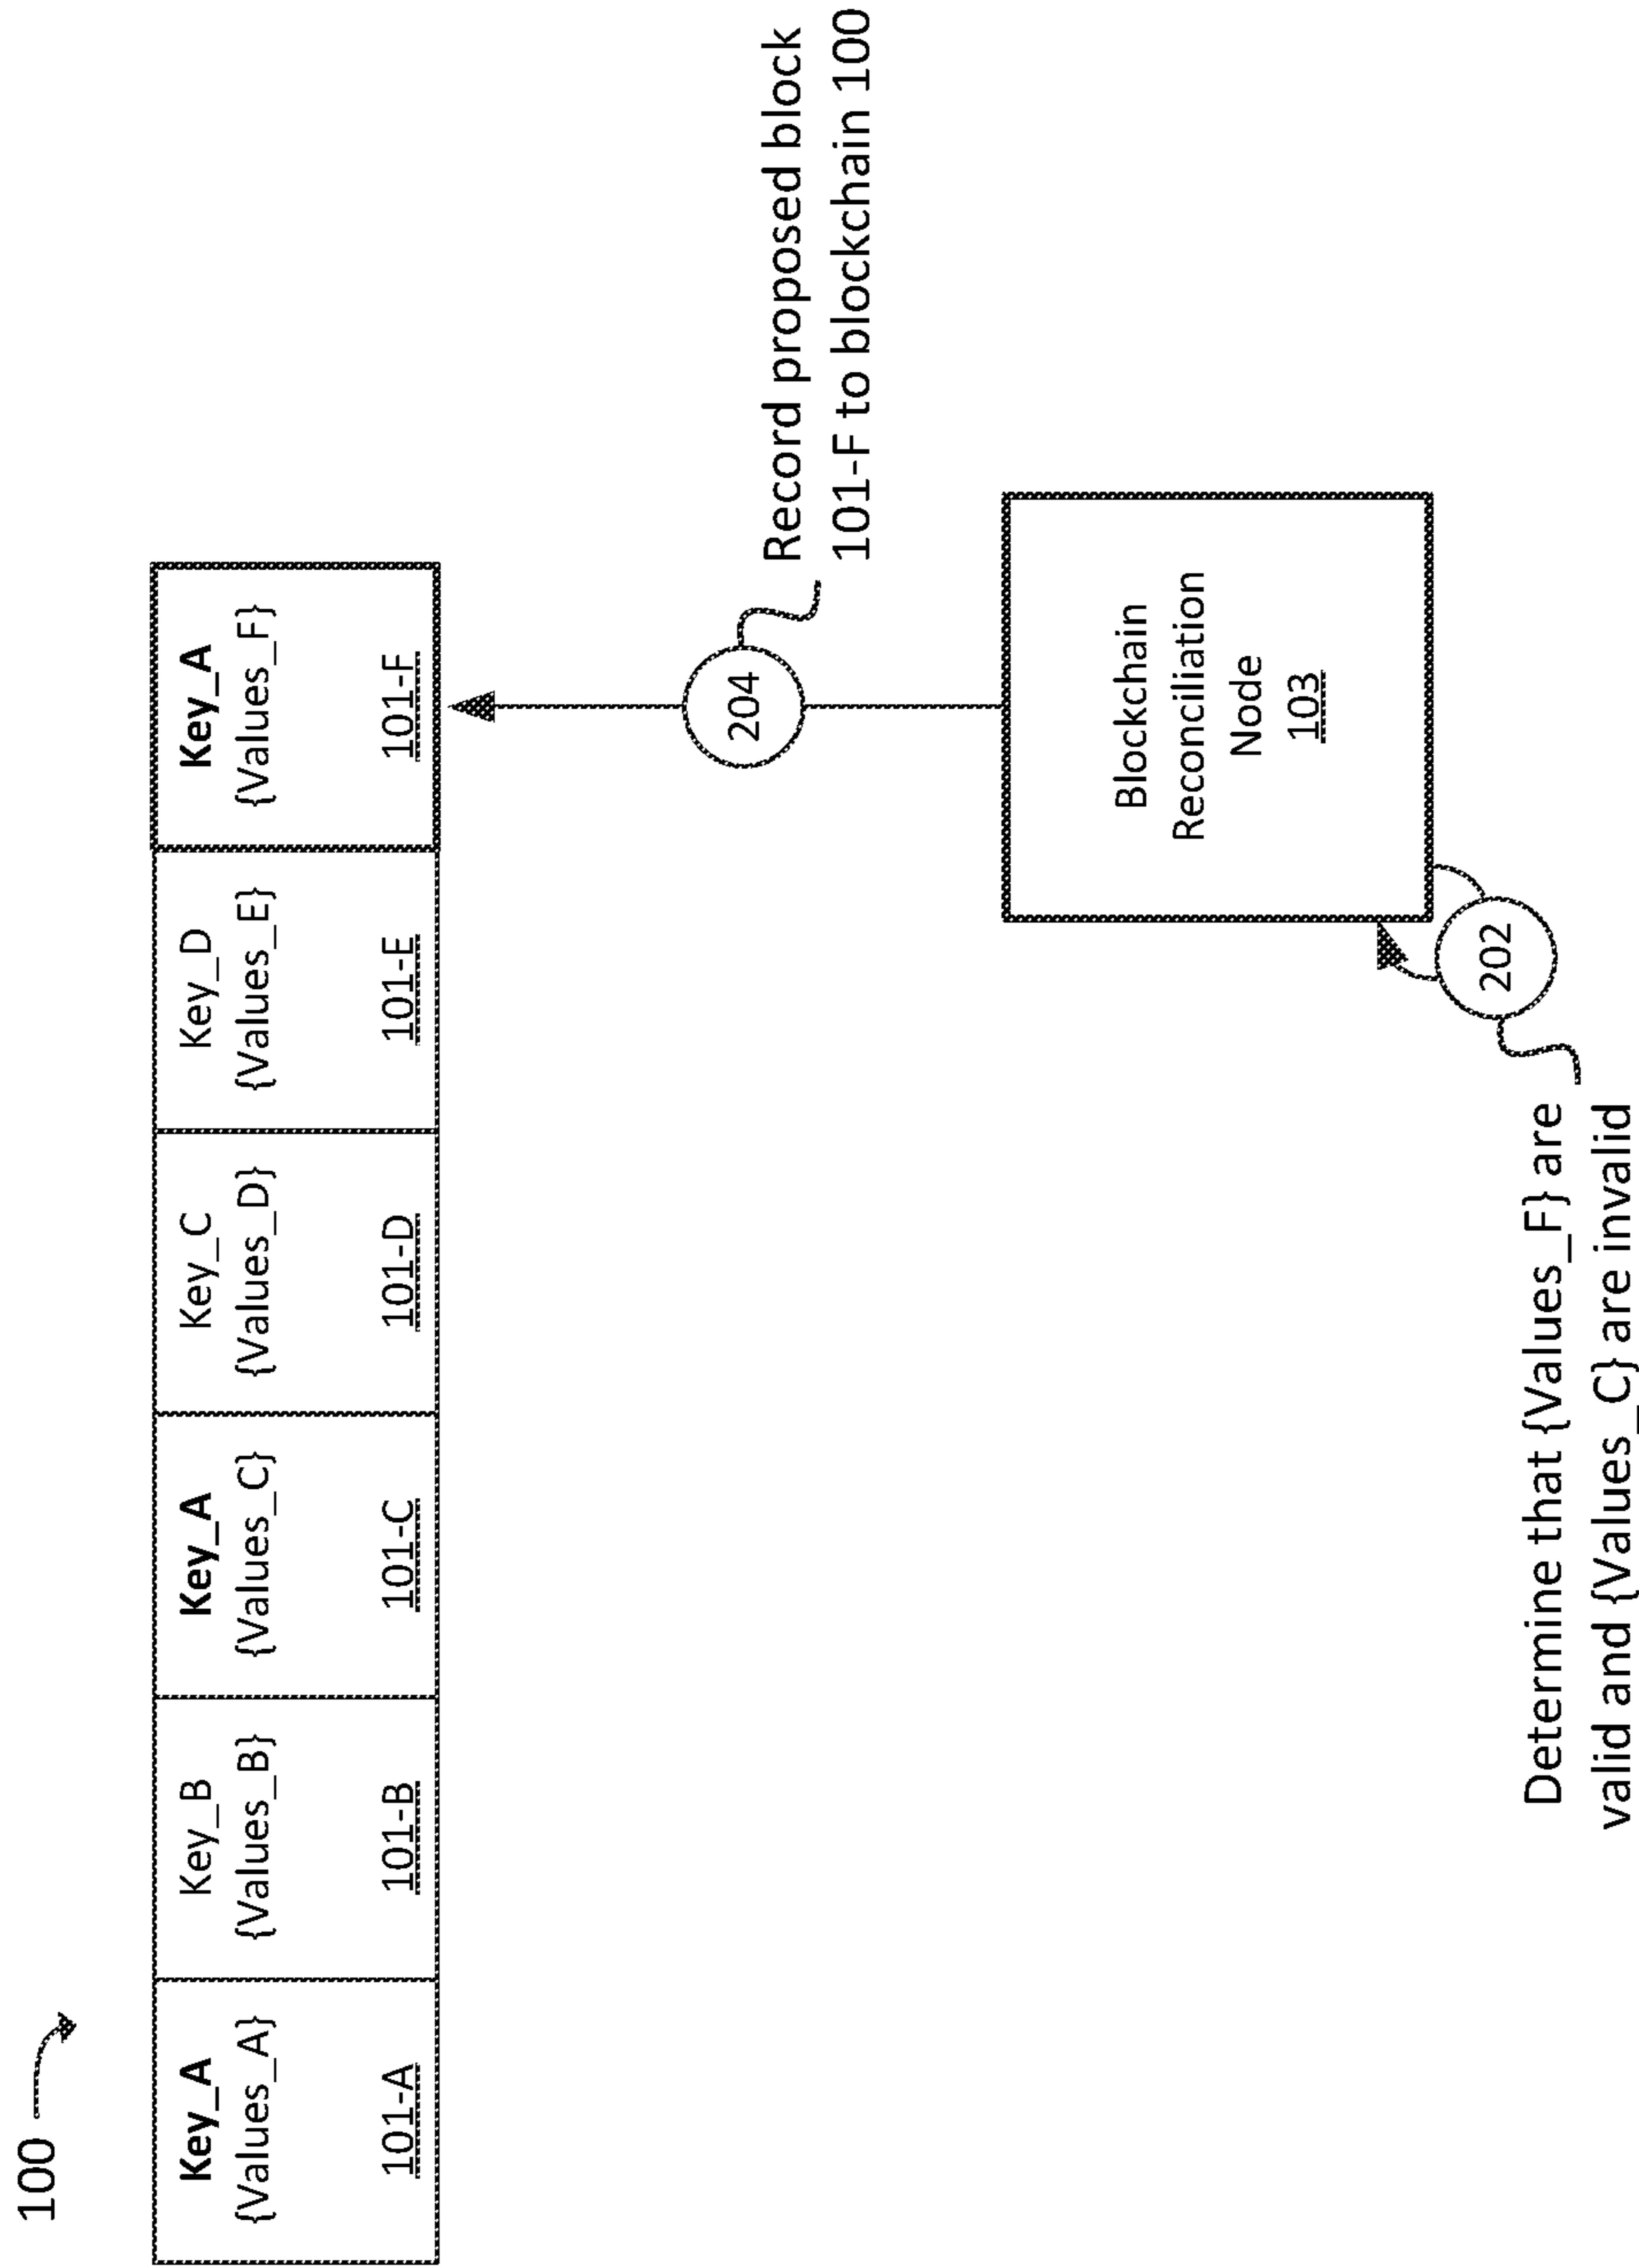 100
Key_A
{Values_A}
101-A
Key_B
{Values_B}
101-B
Key_A
{Values_C}
101-C
Key_C
{Values_D}
101-D
Key_D
{Values_E}
101-E
Key_A
{Values_F}
101-F
204
Record proposed block
101-F to blockchain 100
Blockchain
Reconciliation
Node
103
202
Determine that {Values_F} are
valid and {Values_C} are invalid